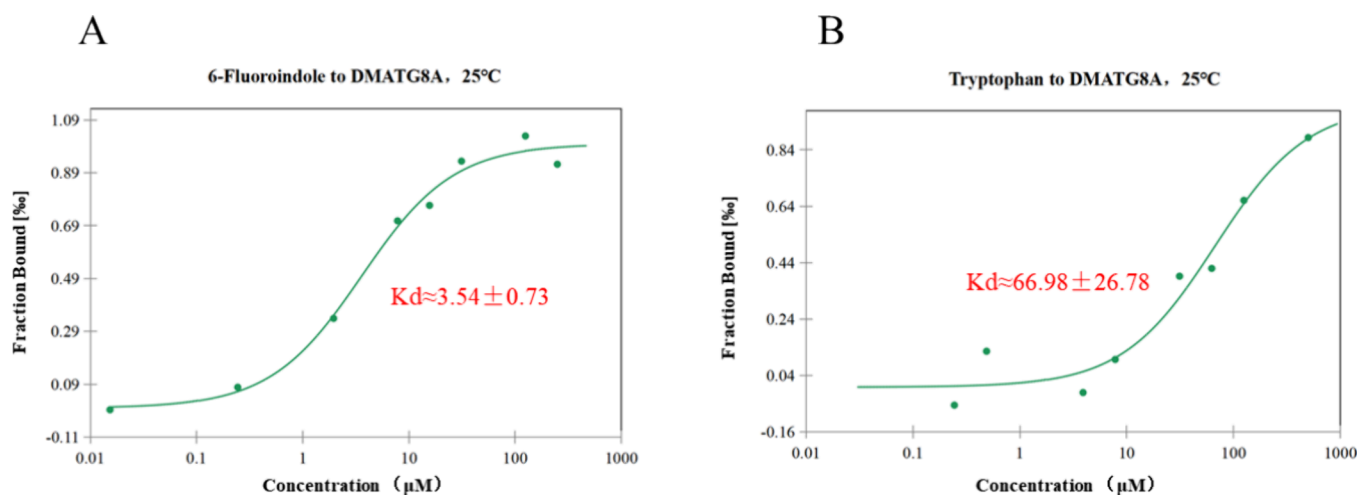 A
6-Fluoroindole to DMATG8A，25℃
Fraction Bound [‰]
1.09
0.89
0.69
0.49
0.29
0.09
-0.11
0.01
0.1
1
10
100
1000
Kd≈3.54±0.73
Concentration（μM）
B
Tryptophan to DMATG8A，25℃
Fraction Bound [‰]
0.84
0.64
0.44
0.24
0.04
-0.16
0.01
0.1
1
10
100
1000
Kd≈66.98±26.78
Concentration（μM）